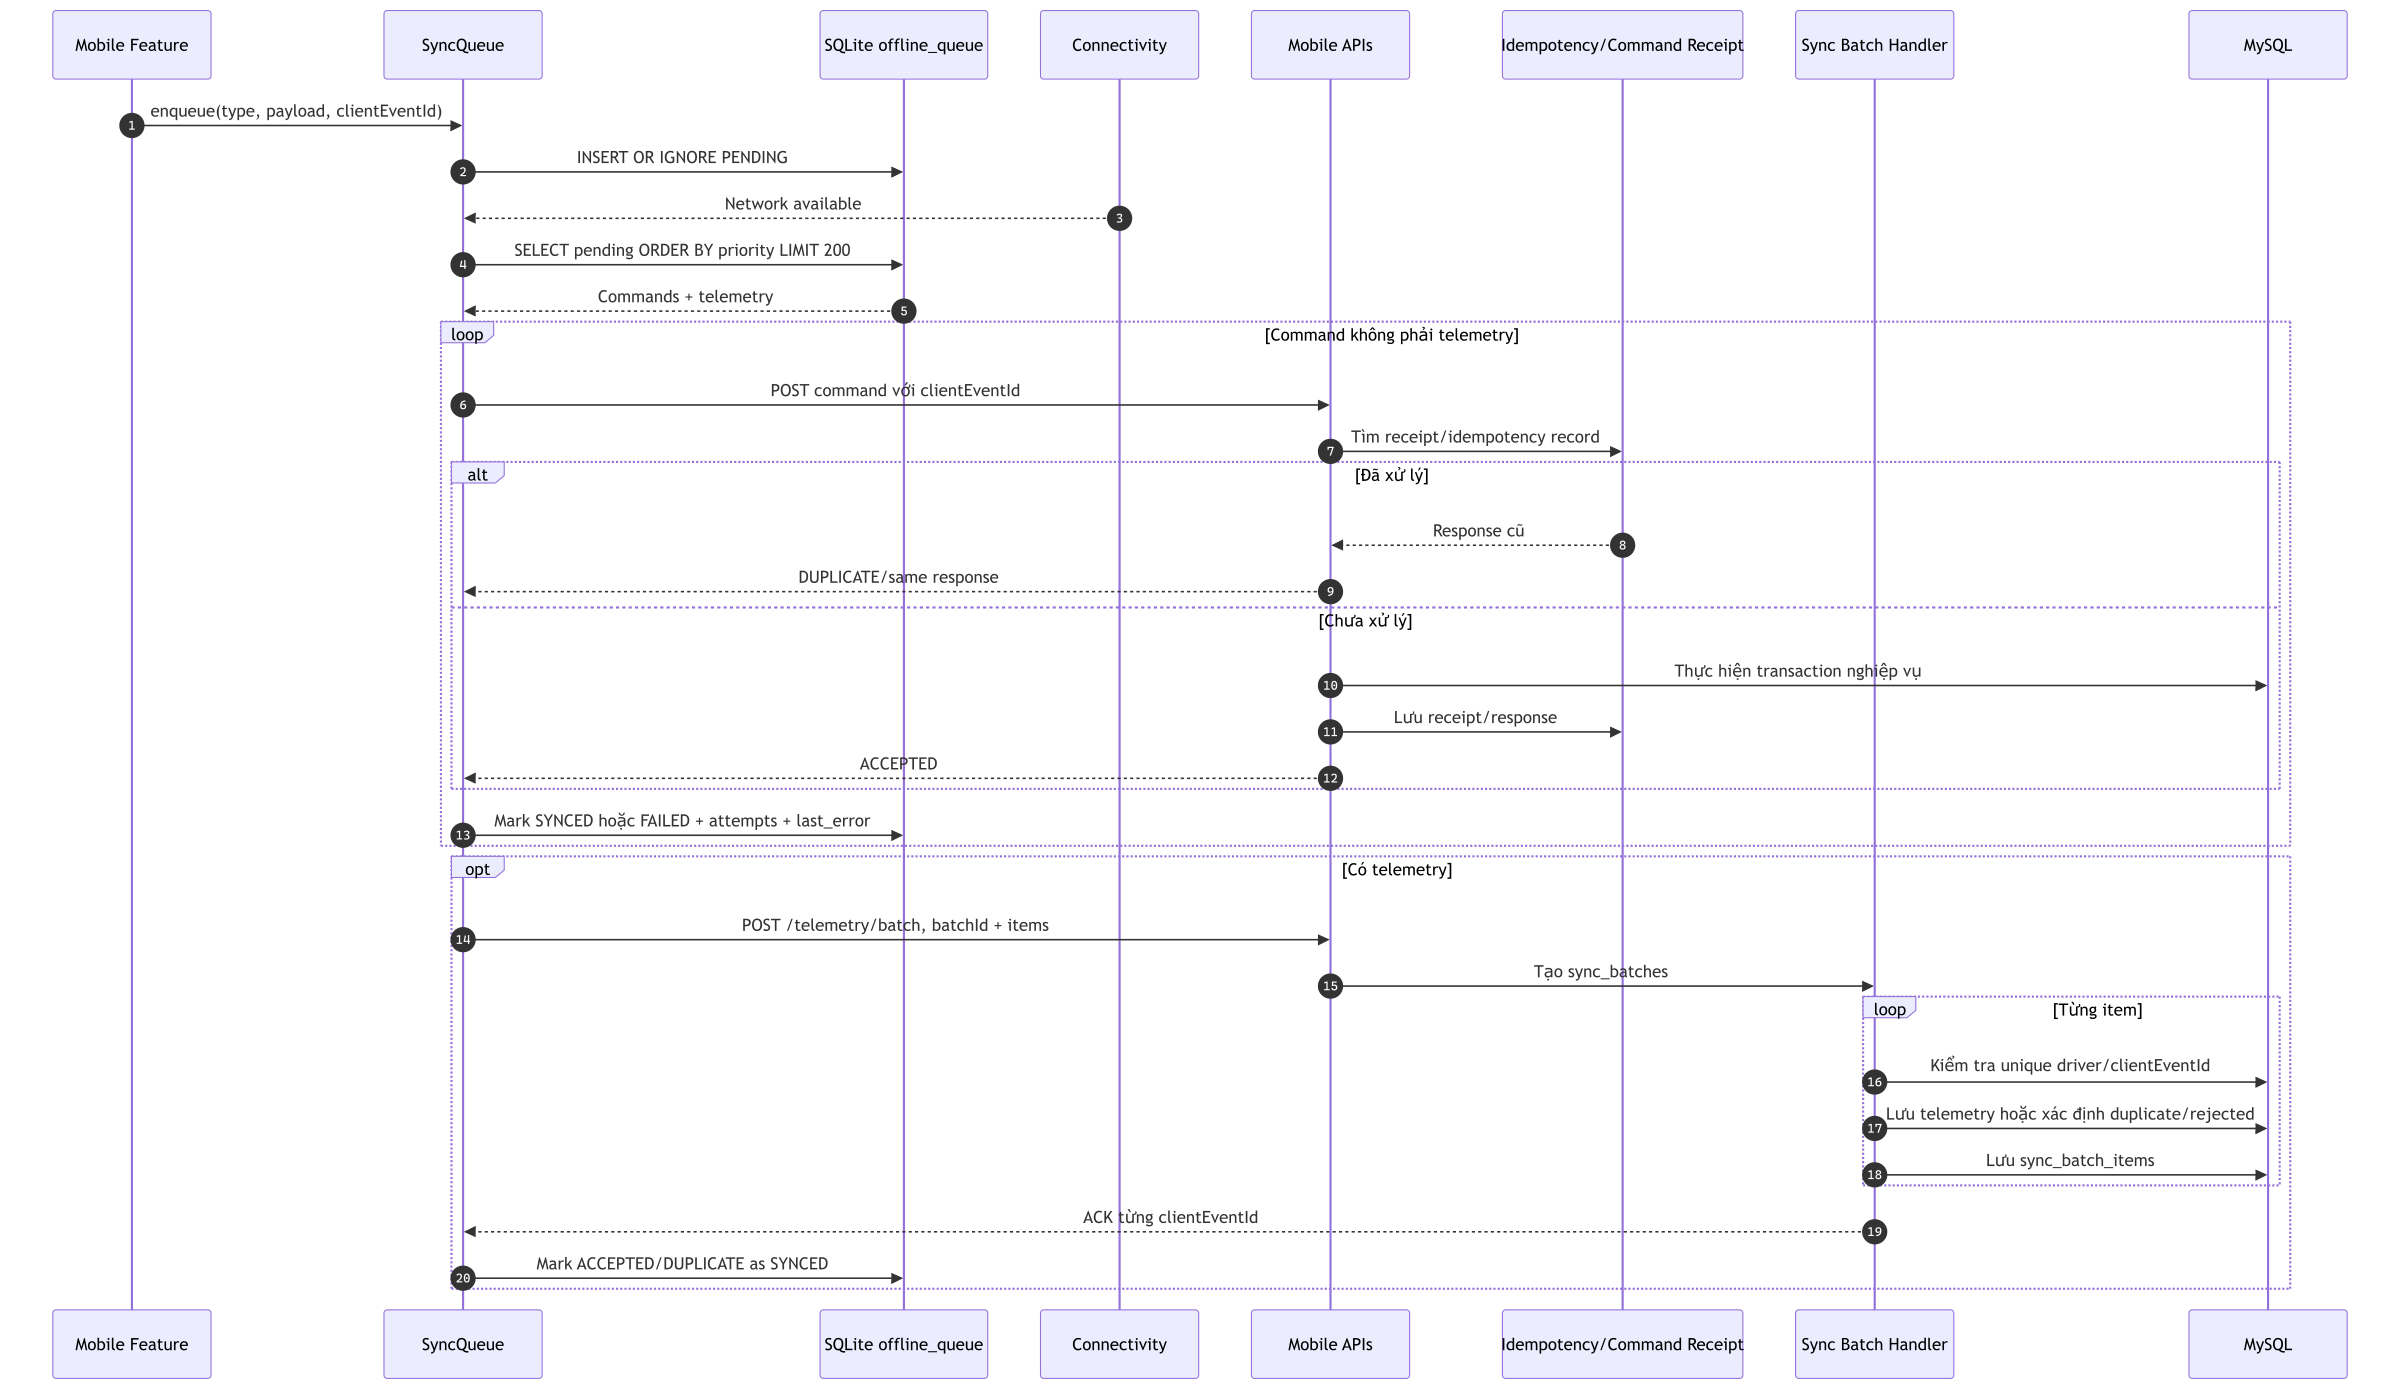 Mobile Feature
SyncQueue
SQLite offline_queue
Connectivity
Mobile APIs
Idempotency/Command Receipt
Sync Batch Handler
MySQL
enqueue(type, payload, clientEventId)
1
INSERT OR IGNORE PENDING
2
Network available
3
SELECT pending ORDER BY priority LIMIT 200
4
Commands + telemetry
5
loop
[Command không phải telemetry]
POST command với clientEventId
6
Tìm receipt/idempotency record
7
alt
[Đã xử lý]
Response cũ
8
DUPLICATE/same response
9
[Chưa xử lý]
Thực hiện transaction nghiệp vụ
10
Lưu receipt/response
11
ACCEPTED
12
Mark SYNCED hoặc FAILED + attempts + last_error
13
opt
[Có telemetry]
POST /telemetry/batch, batchId + items
14
Tạo sync_batches
15
loop
[Từng item]
Kiểm tra unique driver/clientEventId
16
Lưu telemetry hoặc xác định duplicate/rejected
17
Lưu sync_batch_items
18
ACK từng clientEventId
19
Mark ACCEPTED/DUPLICATE as SYNCED
20
Mobile Feature
SyncQueue
SQLite offline_queue
Connectivity
Mobile APIs
Idempotency/Command Receipt
Sync Batch Handler
MySQL